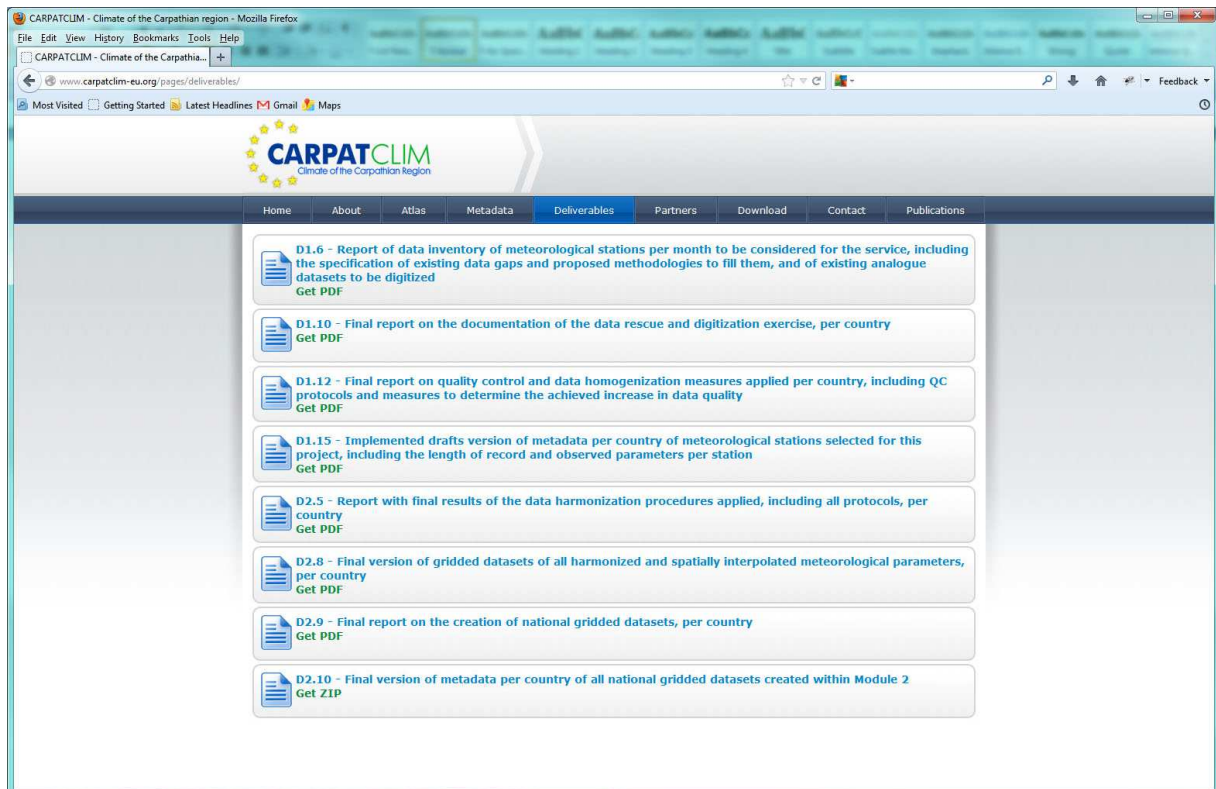 CARPATCLIM - Climate of the Carpathian region - Mozilla Firefox
File Edit View History Bookmarks Tools Help
CARPATCLIM - Climate of the Carpathia... +
www.carpatclim-eu.org/pages/deliverables/
Feedback
Most Visited Getting Started Latest Headlines Gmail Maps
CARPATCLIM
Climate of the Carpathian Region
Home About Atlas Metadata Deliverables Partners Download Contact Publications
D1.6 - Report of data inventory of meteorological stations per month to be considered for the service, including
the specification of existing data gaps and proposed methodologies to fill them, and of existing analogue
datasets to be digitized
Get PDF
D1.10 - Final report on the documentation of the data rescue and digitization exercise, per country
Get PDF
D1.12 - Final report on quality control and data homogenization measures applied per country, including QC
protocols and measures to determine the achieved increase in data quality
Get PDF
D1.15 - Implemented drafts version of metadata per country of meteorological stations selected for this
project, including the length of record and observed parameters per station
Get PDF
D2.5 - Report with final results of the data harmonization procedures applied, including all protocols, per
country
Get PDF
D2.8 - Final version of gridded datasets of all harmonized and spatially interpolated meteorological parameters,
per country
Get PDF
D2.9 - Final report on the creation of national gridded datasets, per country
Get PDF
D2.10 - Final version of metadata per country of all national gridded datasets created within Module 2
Get ZIP